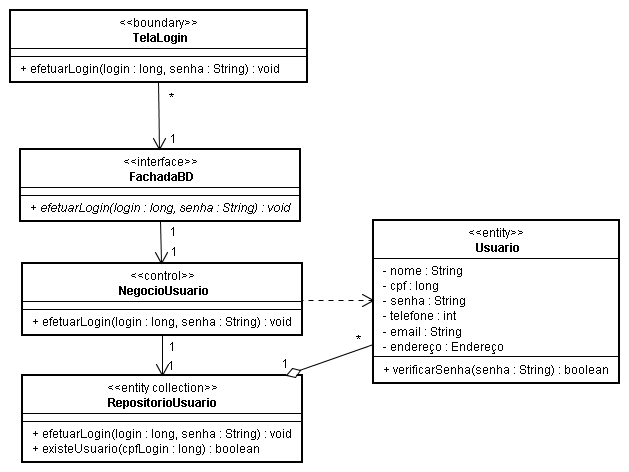 <<boundary>>
TelaLogin
+ efetuarLogin(login : long, senha : String) : void
*
1
<<interface>>
FachadaBD
+ efetuarLogin(login : long, senha : String) : void
1
1
<<control>>
NegocioUsuario
+ efetuarLogin(login : long, senha : String) : void
<<entity>>
Usuario
- nome : String
- cpf : long
- senha : String
- telefone : int
- email : String
- endereço : Endereço
+ verificarSenha(senha : String) : boolean
1
1
*
1
<<entity collection>>
RepositorioUsuario
+ efetuarLogin(login : long, senha : String) : void
+ existeUsuario(cpfLogin : long) : boolean